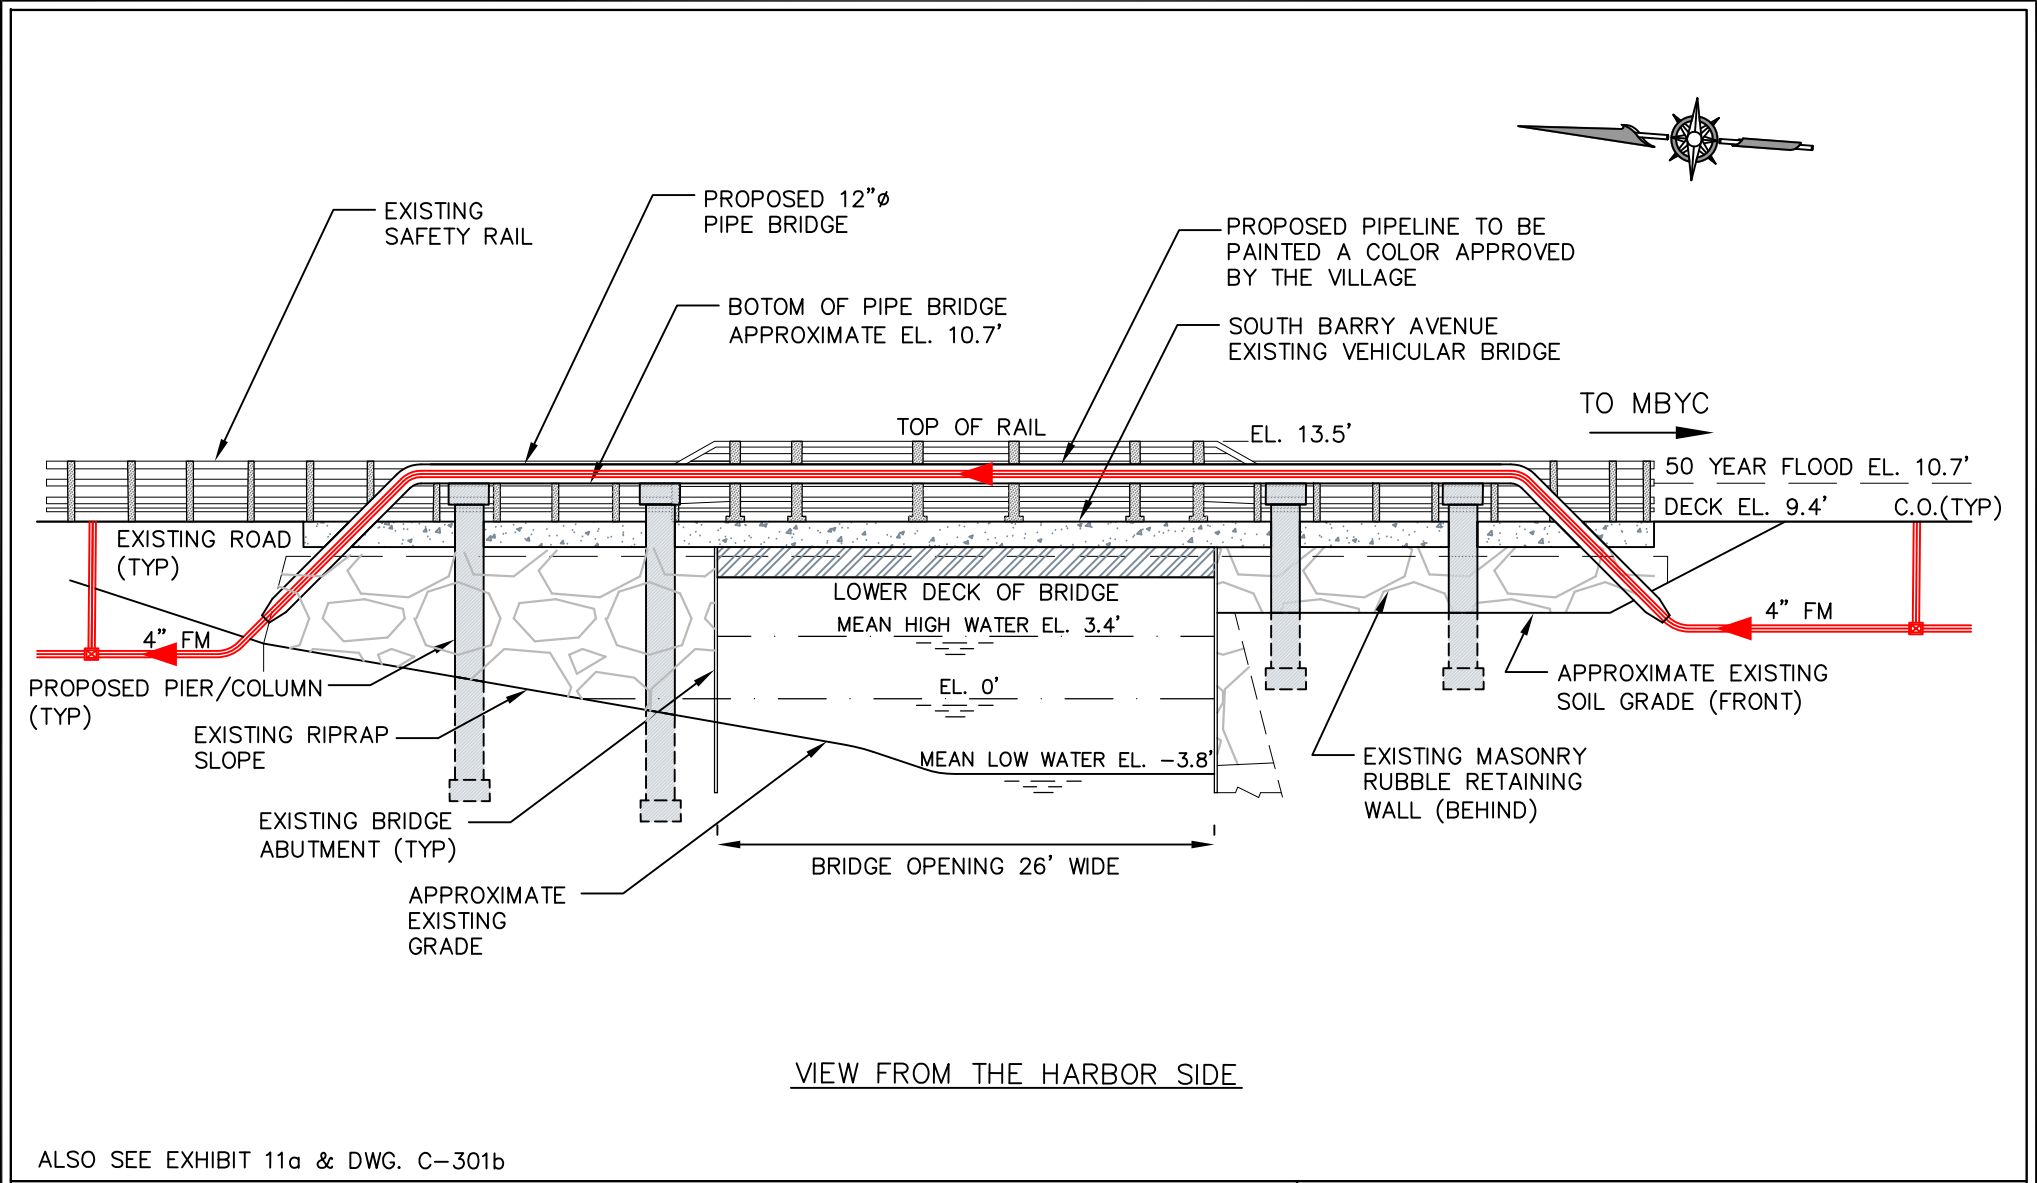 EXISTING
SAFETY RAIL
PROPOSED 12"ø
PIPE BRIDGE
PROPOSED PIPELINE TO BE
PAINTED A COLOR APPROVED
BY THE VILLAGE
BOTOM OF PIPE BRIDGE
APPROXIMATE EL. 10.7'
SOUTH BARRY AVENUE
EXISTING VEHICULAR BRIDGE
TO MBYC
TOP OF RAIL
EL. 13.5'
50 YEAR FLOOD EL. 10.7'
DECK EL. 9.4'
C.O.(TYP)
EXISTING ROAD
(TYP)
LOWER DECK OF BRIDGE
MEAN HIGH WATER EL. 3.4'
4" FM
4" FM
EL. 0'
PROPOSED PIER/COLUMN
(TYP)
APPROXIMATE EXISTING
SOIL GRADE (FRONT)
EXISTING RIPRAP
SLOPE
MEAN LOW WATER EL. -3.8'
EXISTING MASONRY
RUBBLE RETAINING
WALL (BEHIND)
EXISTING BRIDGE
ABUTMENT (TYP)
BRIDGE OPENING 26' WIDE
APPROXIMATE
EXISTING
GRADE
VIEW FROM THE HARBOR SIDE
ALSO SEE EXHIBIT 11a & DWG. C-301b